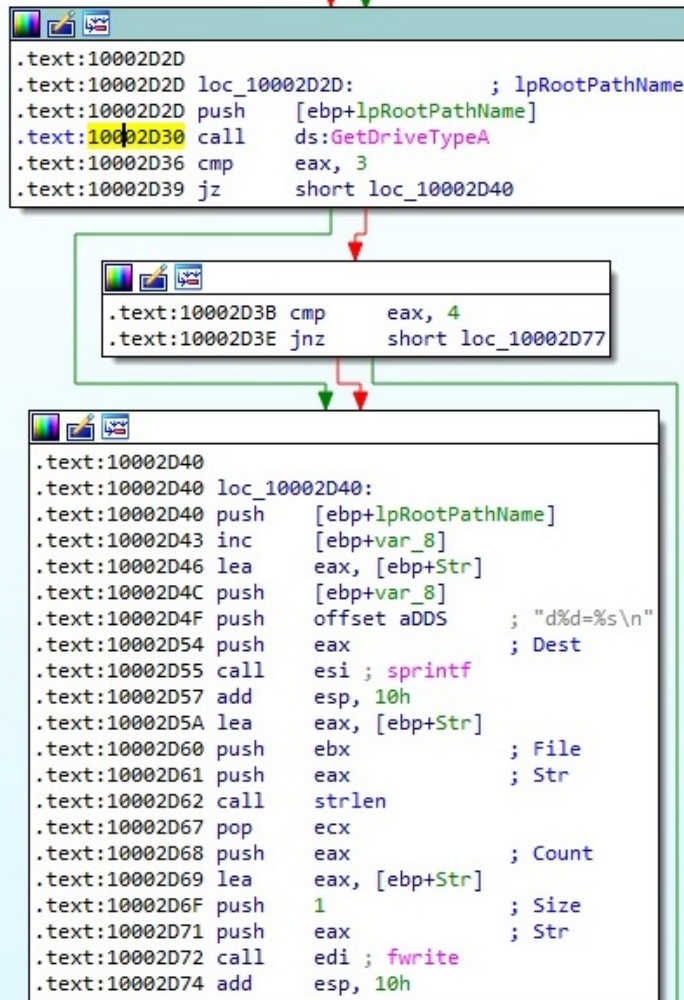 .text:10002D2D
.text:10002D2D loc_10002D2D: ; lpRootPathName
.text:10002D2D push [ebp+lpRootPathName]
.text:10002D30 call ds:GetDriveTypeA
.text:10002D36 cmp eax, 3
.text:10002D39 jz short loc_10002D40
.text:10002D3B cmp eax, 4
.text:10002D3E jnz short loc_10002D77
.text:10002D40
.text:10002D40 loc_10002D40:
.text:10002D40 push [ebp+lpRootPathName]
.text:10002D43 inc [ebp+var_8]
.text:10002D46 lea eax, [ebp+Str]
.text:10002D4C push [ebp+var_8]
.text:10002D4F push offset aDDS ; "d%d=%s\n"
.text:10002D54 push eax ; Dest
.text:10002D55 call esi ; sprintf
.text:10002D57 add esp, 10h
.text:10002D5A lea eax, [ebp+Str]
.text:10002D60 push ebx ; File
.text:10002D61 push eax ; Str
.text:10002D62 call strlen
.text:10002D67 pop ecx
.text:10002D68 push eax ; Count
.text:10002D69 lea eax, [ebp+Str]
.text:10002D6F push 1 ; Size
.text:10002D71 push eax ; Str
.text:10002D72 call edi ; fwrite
.text:10002D74 add esp, 10h